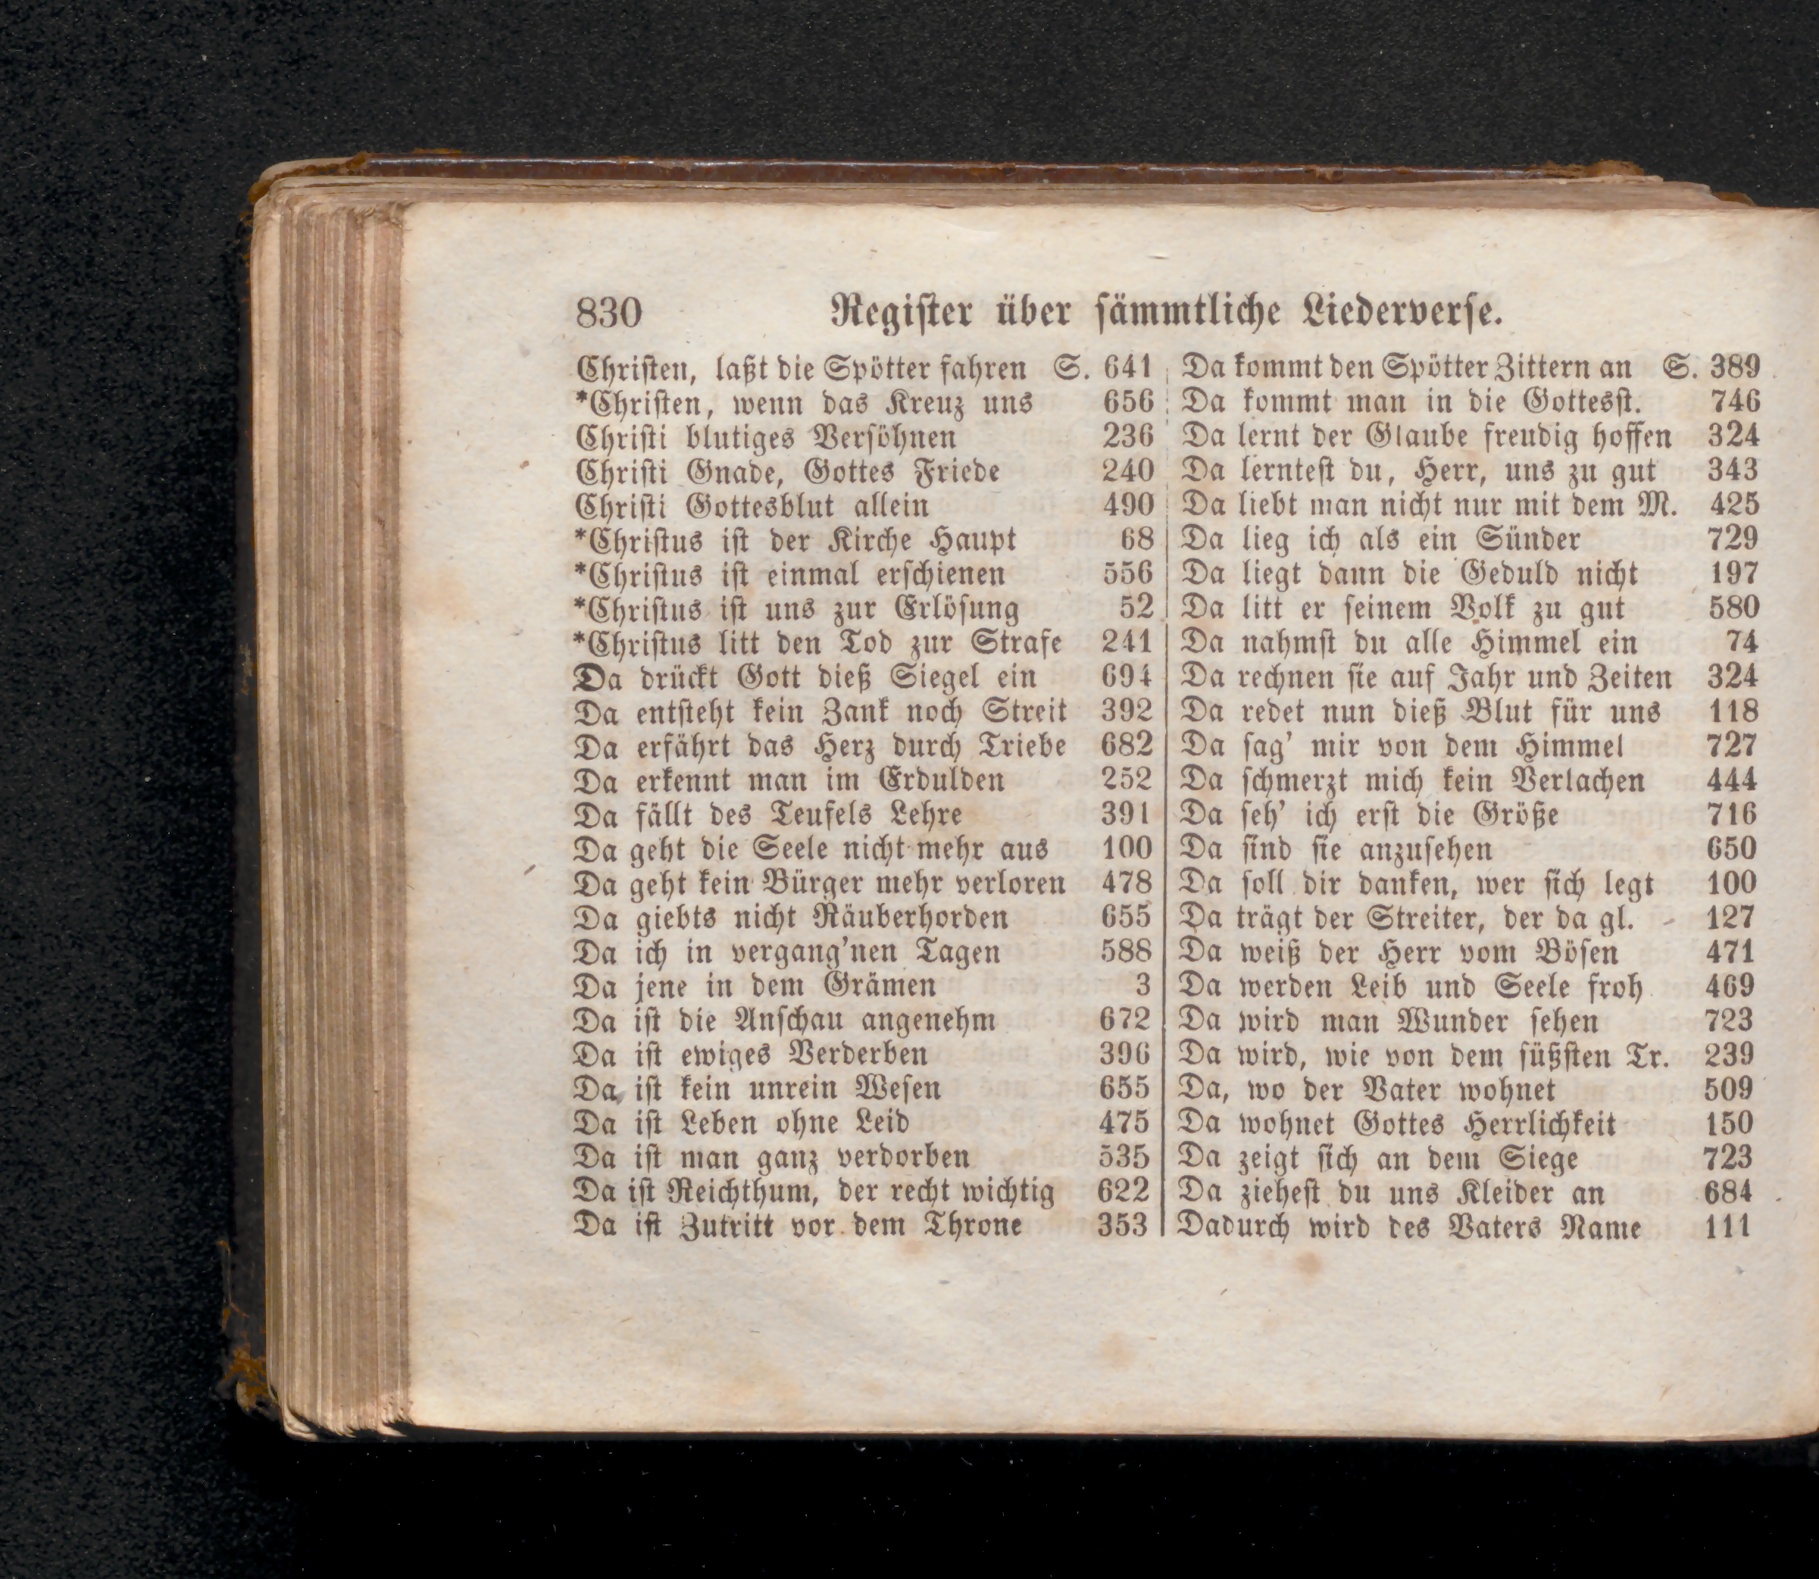 830 Register über sämmtliche Liederverse.
Christen, laßt die Spötter fahren S. 641
*Christen, wenn das Kreuz uns 656
Christi blutiges Versöhnen 236
Christi Gnade, Gottes Friede 240
Christi Gottesblut allein 490
*Christus ist der Kirche Haupt 68
*Christus ist einmal erschienen 556
*Christus ist uns zur Erlösung 52
*Christus litt den Tod zur Strafe 241
Da drückt Gott dieß Siegel ein 694
Da entsteht kein Zank noch Streit 392
Da erfährt das Herz durch Triebe 682
Da erkennt man im Erdulden 252
Da fällt des Teufels Lehre 391
Da geht die Seele nicht mehr aus 100
Da geht kein Bürger mehr verloren 478
Da giebts nicht Räuberhorden 655
Da ich in vergang'nen Tagen 588
Da jene in dem Grämen 3
Da ist die Anschau angenehm 672
Da ist ewiges Verderben 396
Da ist kein unrein Wesen 655
Da ist Leben ohne Leid 475
Da ist man ganz verdorben 535
Da ist Reichthum, der recht wichtig 622
Da ist Zutritt vor dem Throne 353
Da kommt den Spötter Zittern an S. 389
Da kommt man in die Gottesst. 746
Da lernt der Glaube freudig hoffen 324
Da lerntest du, Herr, uns zu gut 343
Da liebt man nicht nur mit dem M. 425
Da lieg ich als ein Sünder 729
Da liegt dann die Geduld nicht 197
Da litt er seinem Volk zu gut 580
Da nahmst du alle Himmel ein 74
Da rechnen sie auf Jahr und Zeiten 324
Da redet nun dieß Blut für uns 118
Da sag' mir von dem Himmel 727
Da schmerzt mich kein Verlachen 444
Da seh' ich erst die Größe 716
Da sind sie anzusehen 650
Da soll dir danken, wer sich legt 100
Da trägt der Streiter, der da gl. 127
Da weiß der Herr vom Bösen 471
Da werden Leib und Seele froh 469
Da wird man Wunder sehen 723
Da wird, wie von dem süßsten Tr. 239
Da, wo der Vater wohnet 509
Da wohnet Gottes Herrlichkeit 150
Da zeigt sich an dem Siege 723
Da ziehest du uns Kleider an 684
Dadurch wird des Vaters Name 111